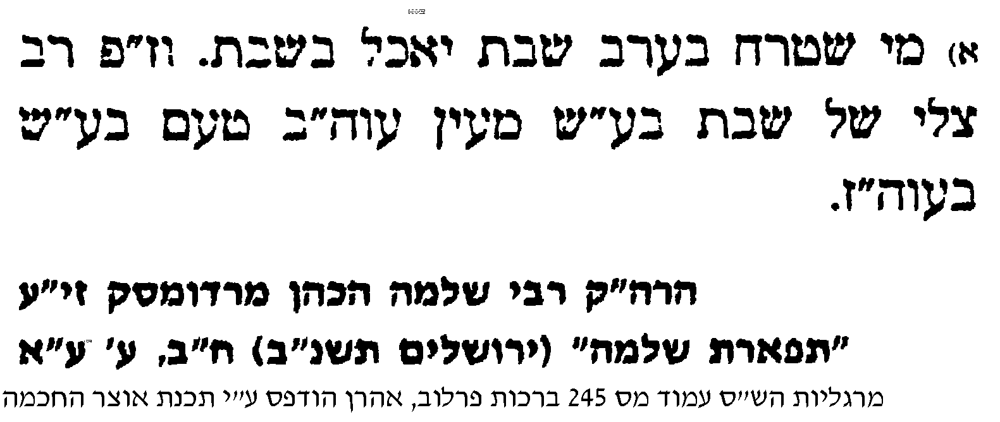 א) מי שטרח בערב שבת יאכל בשבת. וז"פ רב
צלי של שבת בע"ש מעין עוה"ב טעם בע"ש
בעוה"ז.
הרה"ק רבי שלמה הכהן מרדומסק זי"ע
"תפארת שלמה" (ירושלים תשנ"ב) ח"ב, ע' ע"א
מרגליות הש"ס עמוד מס 245 ברכות פרלוב, אהרן הודפס ע"י תכנת אוצר החכמה